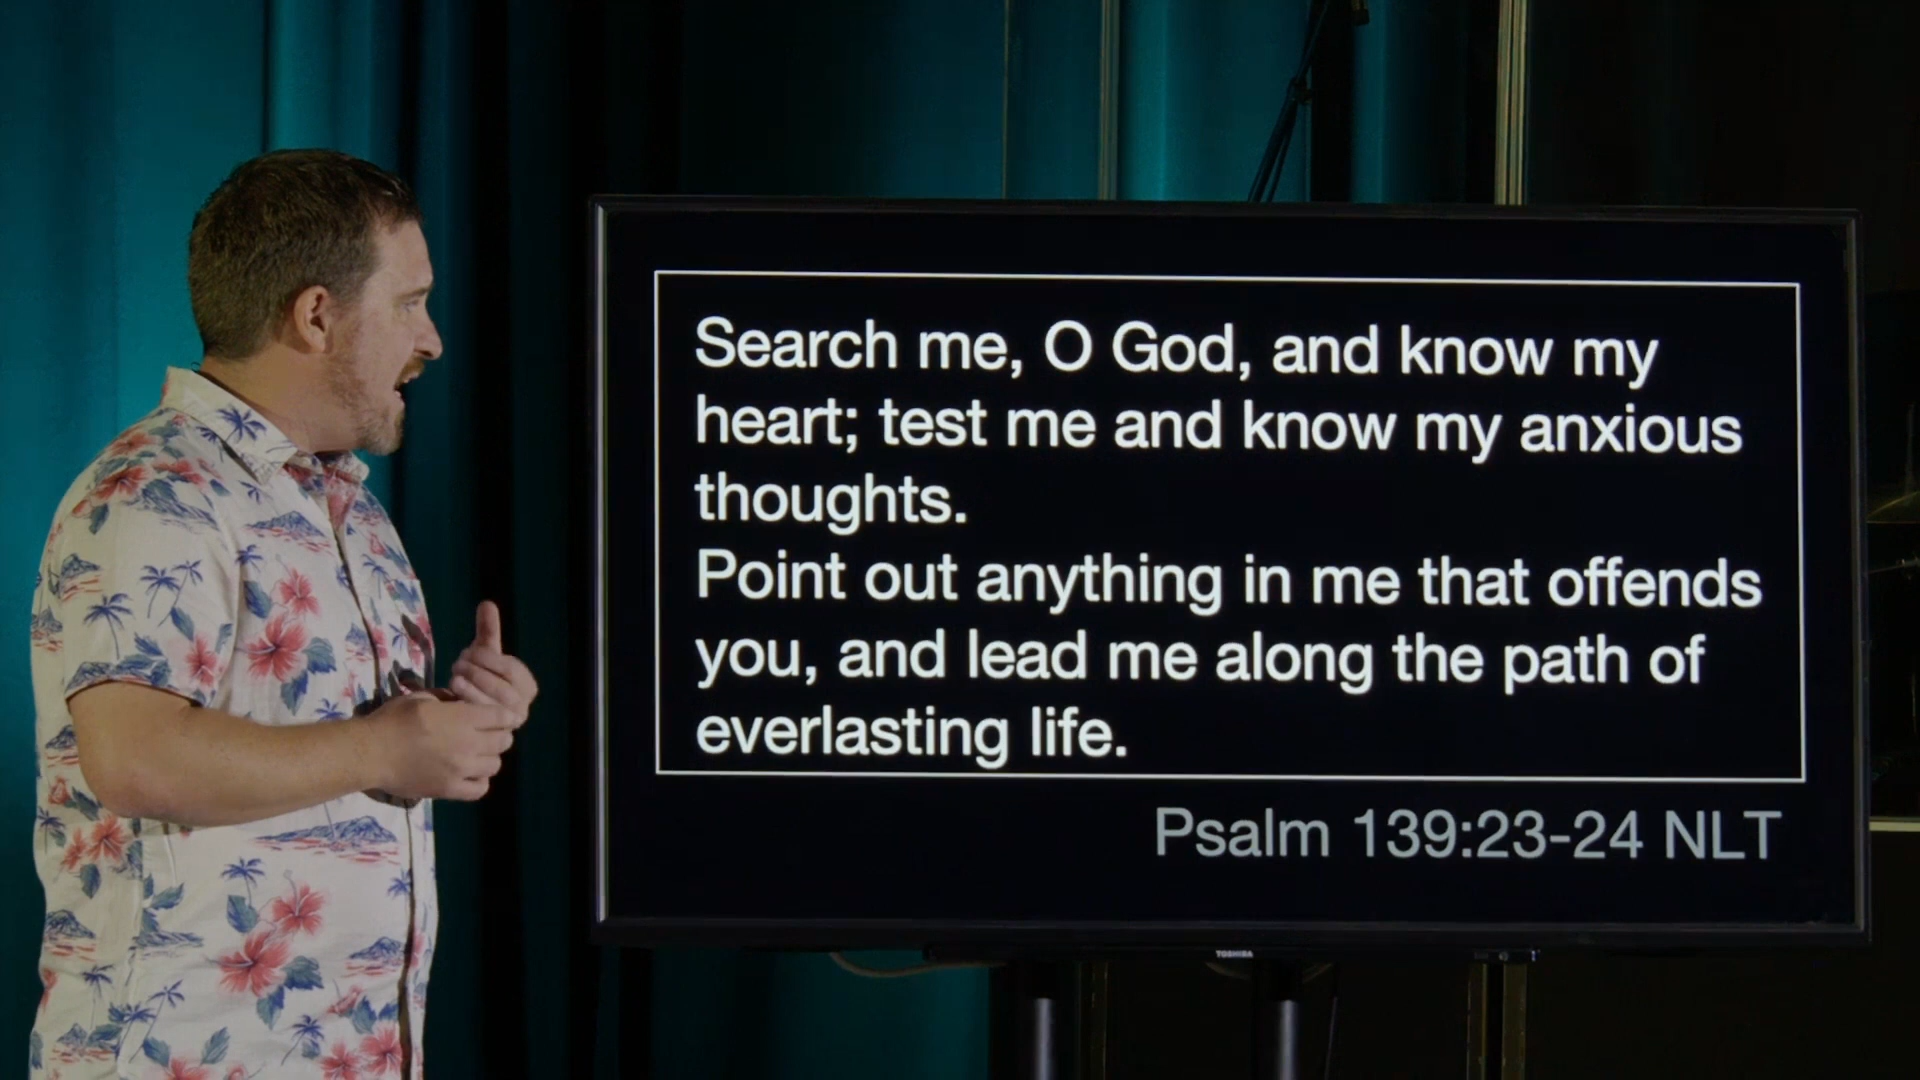 Search me, O God, and know my
heart; test me and know my anxious
thoughts.
Point out anything in me that offends
you, and lead me along the path of
everlasting life.
Psalm 139:23-24 NLT
TOSHIBA